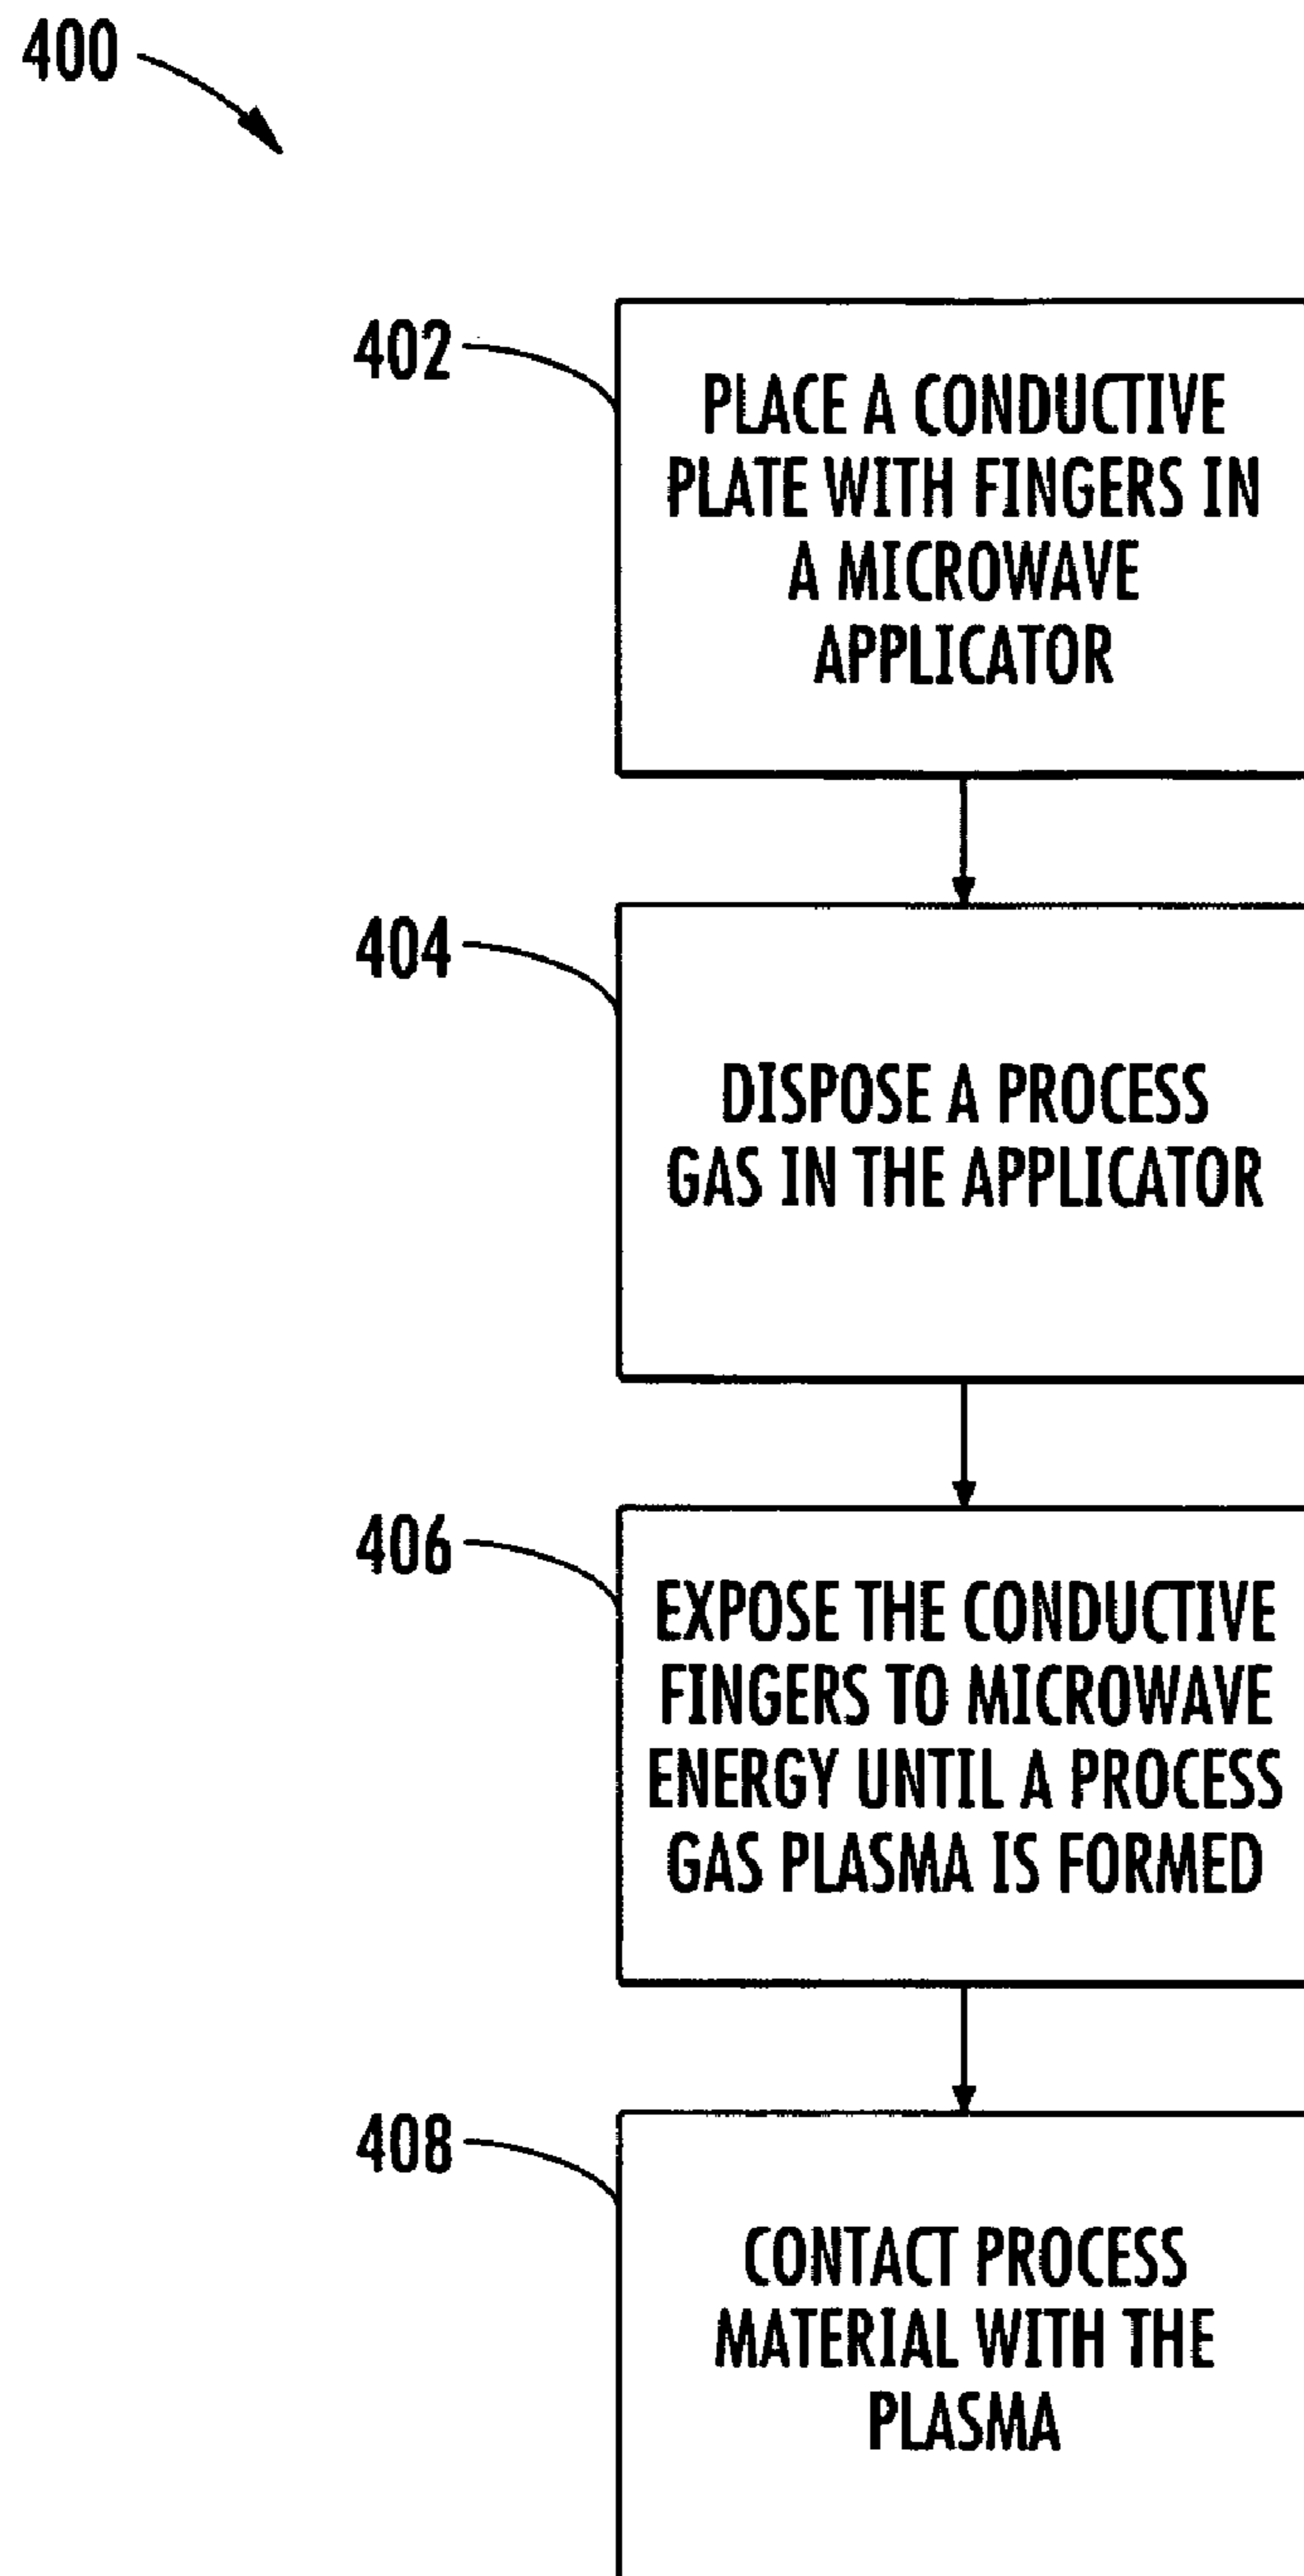 400
402
PLACE A CONDUCTIVE
PLATE WITH FINGERS IN
A MICROWAVE
APPLICATOR
404
DISPOSE A PROCESS
GAS IN THE APPLICATOR
406
EXPOSE THE CONDUCTIVE
FINGERS TO MICROWAVE
ENERGY UNTIL A PROCESS
GAS PLASMA IS FORMED
408
CONTACT PROCESS
MATERIAL WITH THE
PLASMA